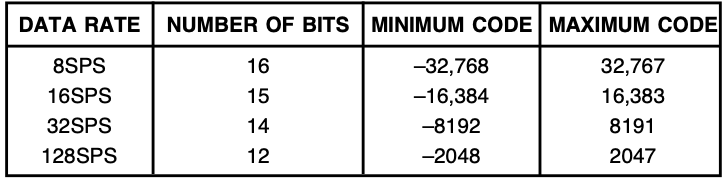 DATA RATE NUMBER OF BITS MINIMUM CODE MAXIMUM CODE
8SPS 16 –32,768 32,767
16SPS 15 –16,384 16,383
32SPS 14 –8192 8191
128SPS 12 –2048 2047